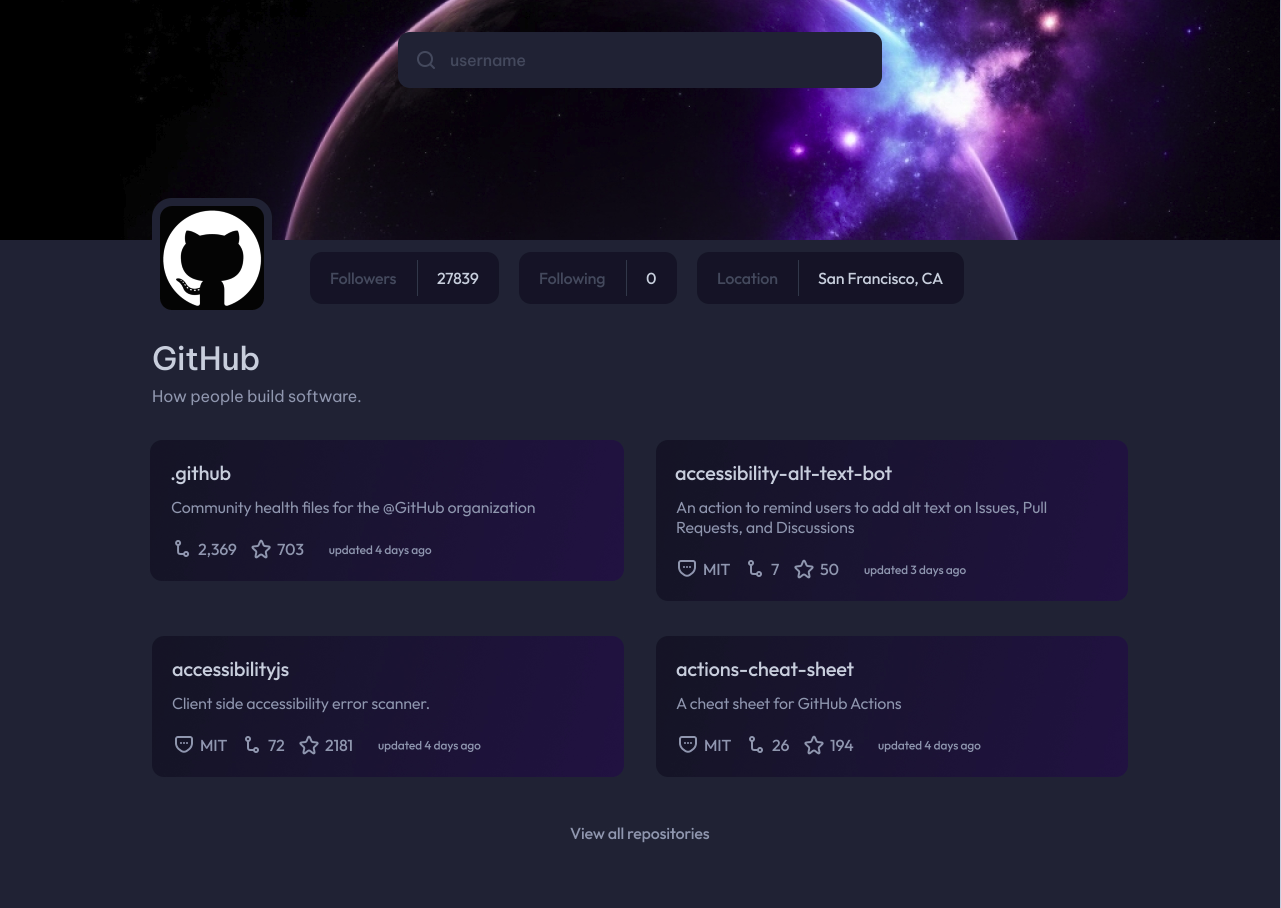 username
Followers 27839 Following 0 Location San Francisco, CA
GitHub
How people build software.
.github
Community health files for the @GitHub organization
2,369 703 updated 4 days ago
accessibility-alt-text-bot
An action to remind users to add alt text on Issues, Pull
Requests, and Discussions
MIT 7 50 updated 3 days ago
accessibilityjs
Client side accessibility error scanner.
MIT 72 2181 updated 4 days ago
actions-cheat-sheet
A cheat sheet for GitHub Actions
MIT 26 194 updated 4 days ago
View all repositories